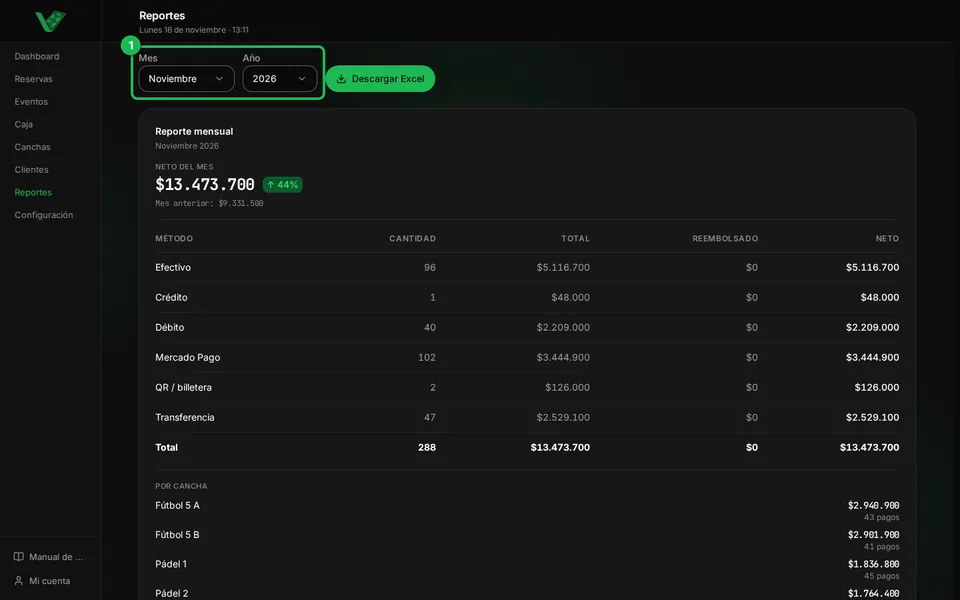 Reportes
Lunes 16 de noviembre · 13:11
Dashboard
Reservas
Eventos
Caja
Canchas
Clientes
Reportes
Configuración
Manual de ...
Mi cuenta
1
Mes Año
Noviembre 2026 Descargar Excel
Reporte mensual
Noviembre 2026
NETO DEL MES
$13.473.700 ↑ 44%
Mes anterior: $9.331.500
MÉTODO CANTIDAD TOTAL REEMBOLSADO NETO
Efectivo 96 $5.116.700 $0 $5.116.700
Crédito 1 $48.000 $0 $48.000
Débito 40 $2.209.000 $0 $2.209.000
Mercado Pago 102 $3.444.900 $0 $3.444.900
QR / billetera 2 $126.000 $0 $126.000
Transferencia 47 $2.529.100 $0 $2.529.100
Total 288 $13.473.700 $0 $13.473.700
POR CANCHA
Fútbol 5 A $2.940.900
43 pagos
Fútbol 5 B $2.901.900
41 pagos
Pádel 1 $1.836.800
45 pagos
Pádel 2 $1.764.400